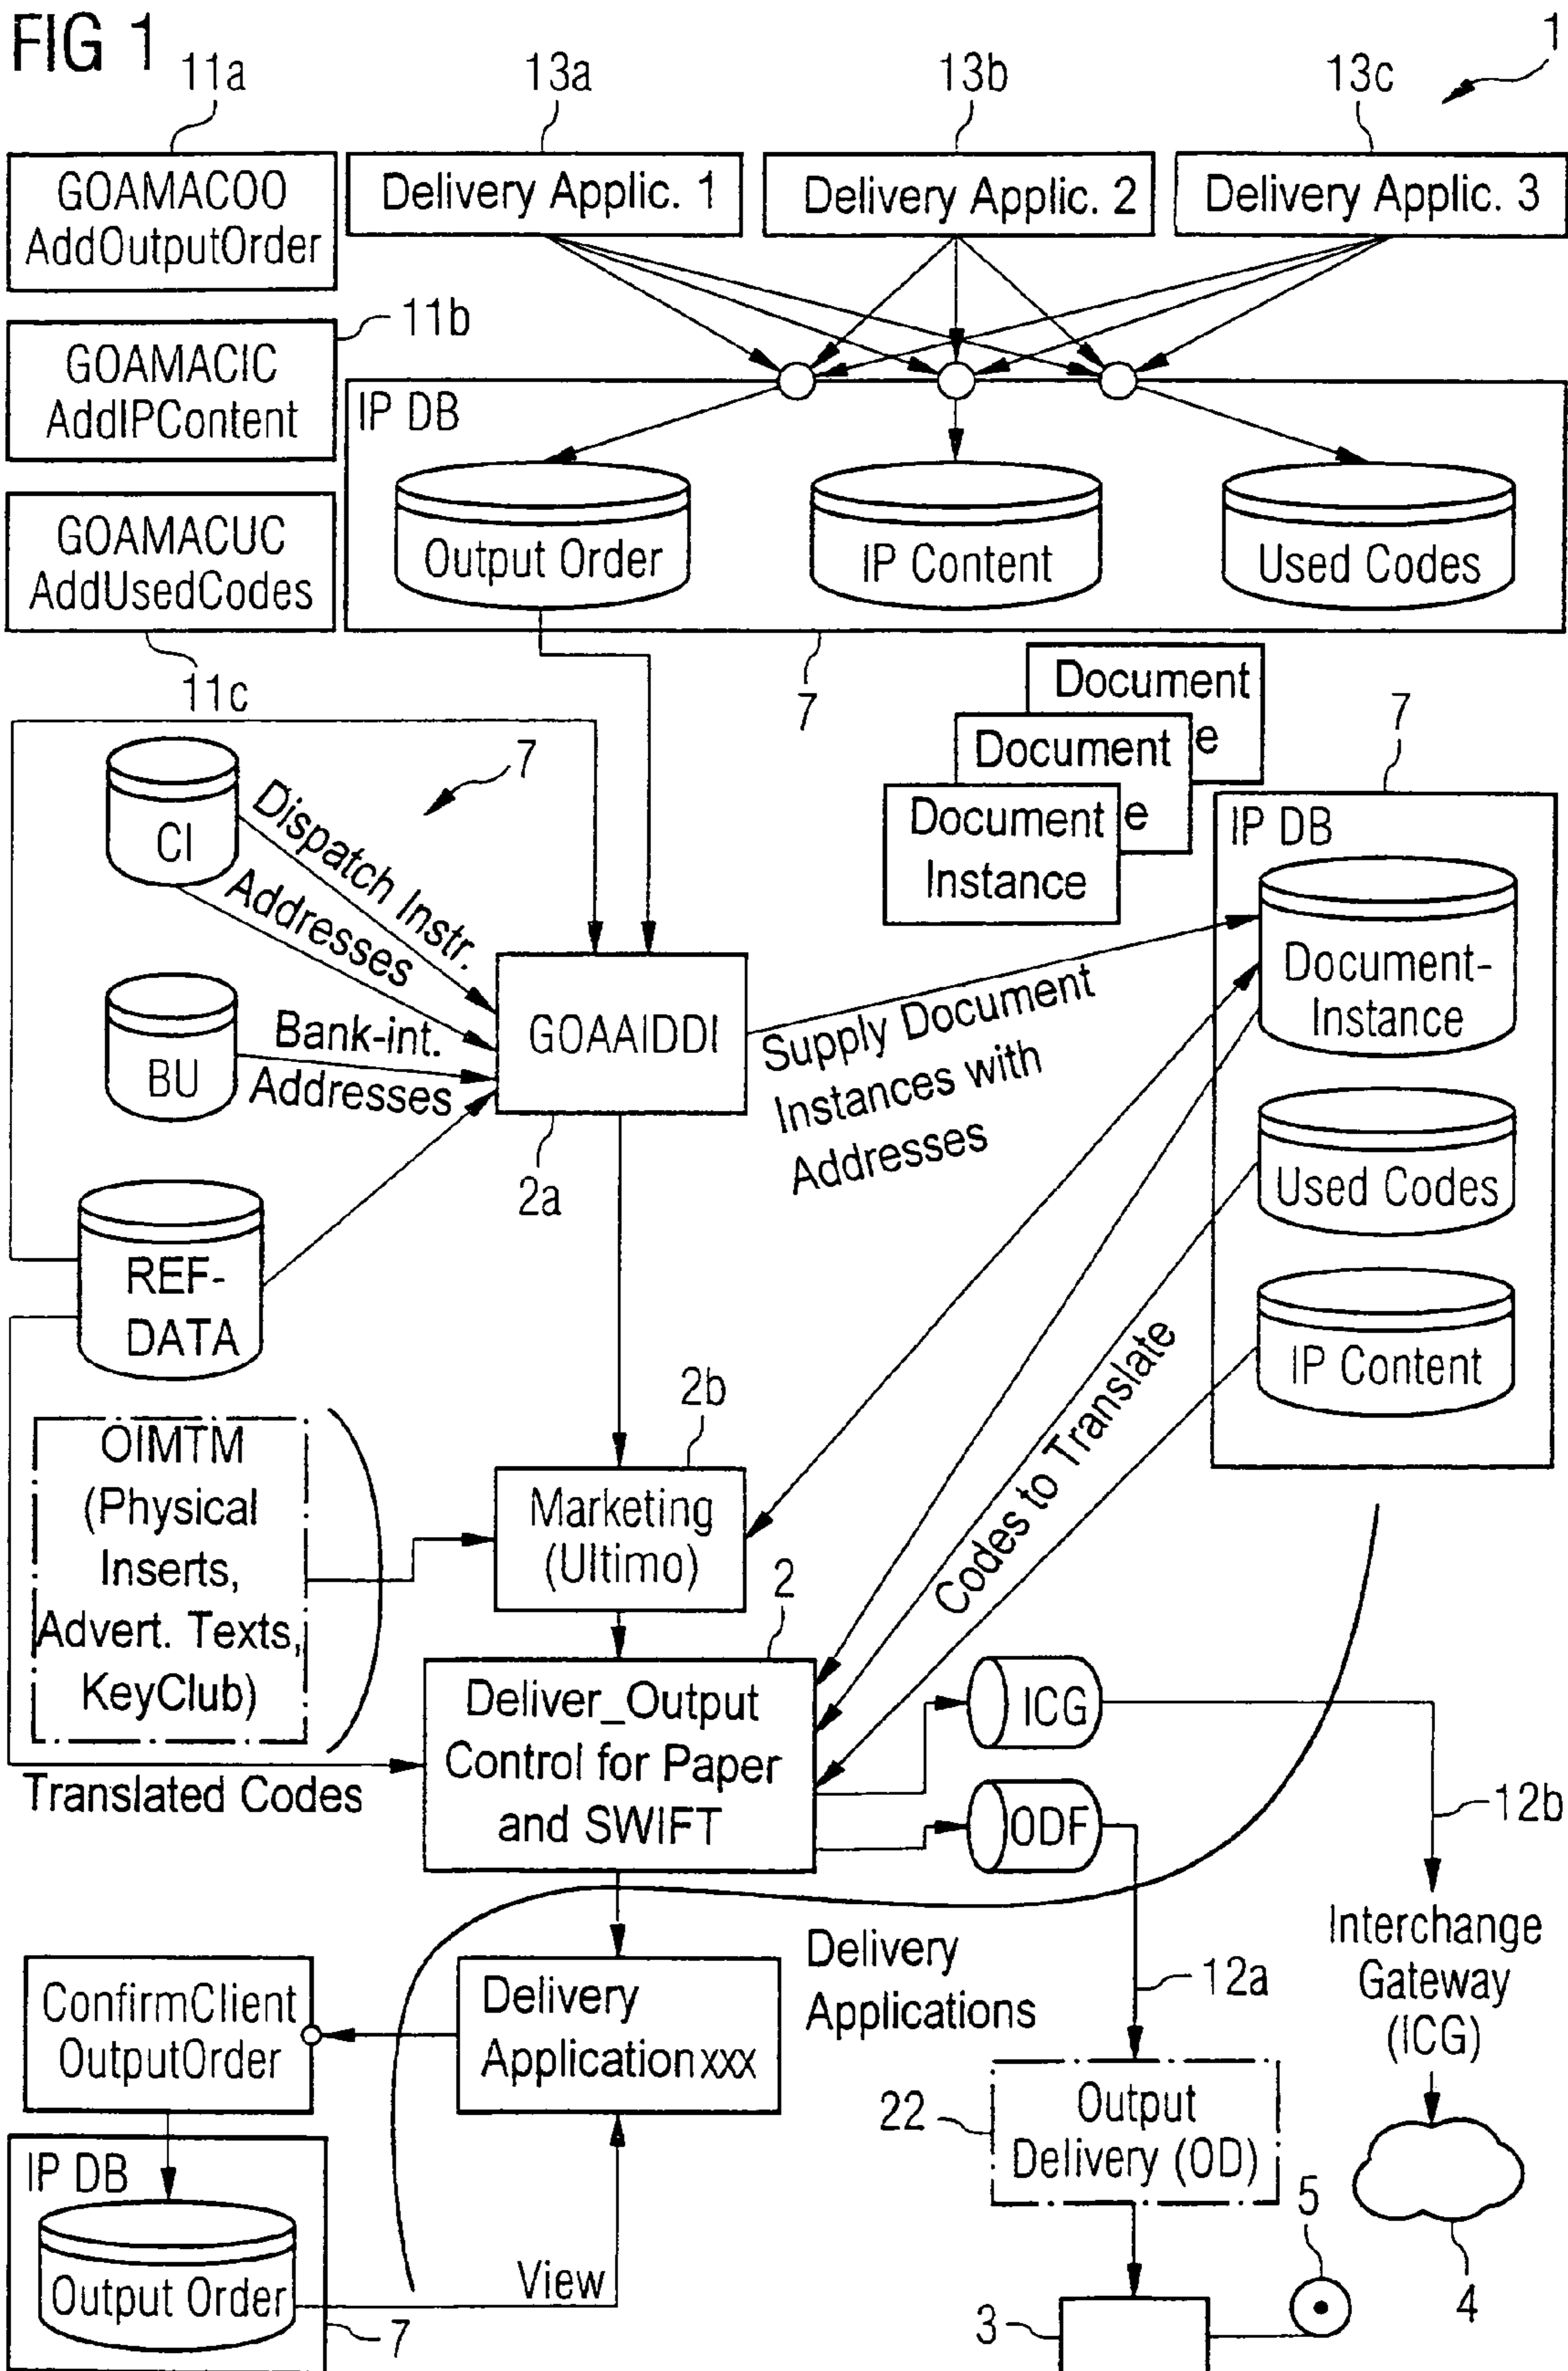 FIG 1
1
11a
13a
13b
13c
GOAMACOO
AddOutputOrder
Delivery Applic. 1
Delivery Applic. 2
Delivery Applic. 3
11b
GOAMACIC
AddIPContent
IP DB
Output Order
IP Content
Used Codes
GOAMACUC
AddUsedCodes
11c
7
Document
e
Document
e
Document
Instance
7
7
CI
Dispatch Instr.
Addresses
BU
Bank-int.
Addresses
GOAAIDDI
2a
Supply Document
Instances with
Addresses
IP DB
Document-
Instance
Used Codes
IP Content
REF-
DATA
Codes to Translate
2b
OIMTM
(Physical
Inserts,
Advert. Texts,
KeyClub)
Marketing
(Ultimo)
2
Translated Codes
Deliver_Output
Control for Paper
and SWIFT
ICG
ODF
12b
Interchange
Gateway
(ICG)
Delivery
Applications
12a
ConfirmClient
OutputOrder
Delivery
Application xxx
22
Output
Delivery (OD)
IP DB
Output Order
View
7
5
4
3